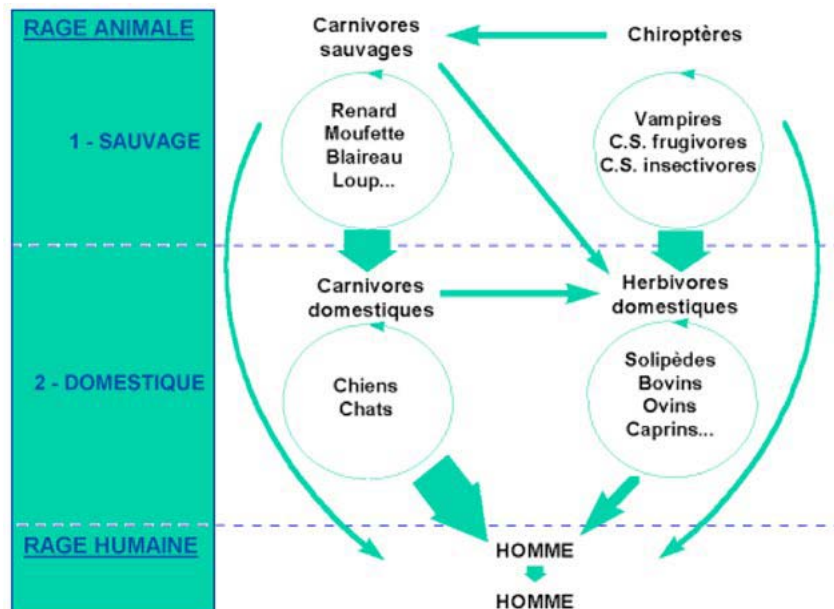 RAGE ANIMALE
Carnivores
sauvages
Chiroptères
1 - SAUVAGE
Renard
Moufette
Blaireau
Loup...
Vampires
C.S. frugivores
C.S. insectivores
Carnivores
domestiques
Herbivores
domestiques
2 - DOMESTIQUE
Chiens
Chats
Solipèdes
Bovins
Ovins
Caprins...
RAGE HUMAINE
HOMME
HOMME